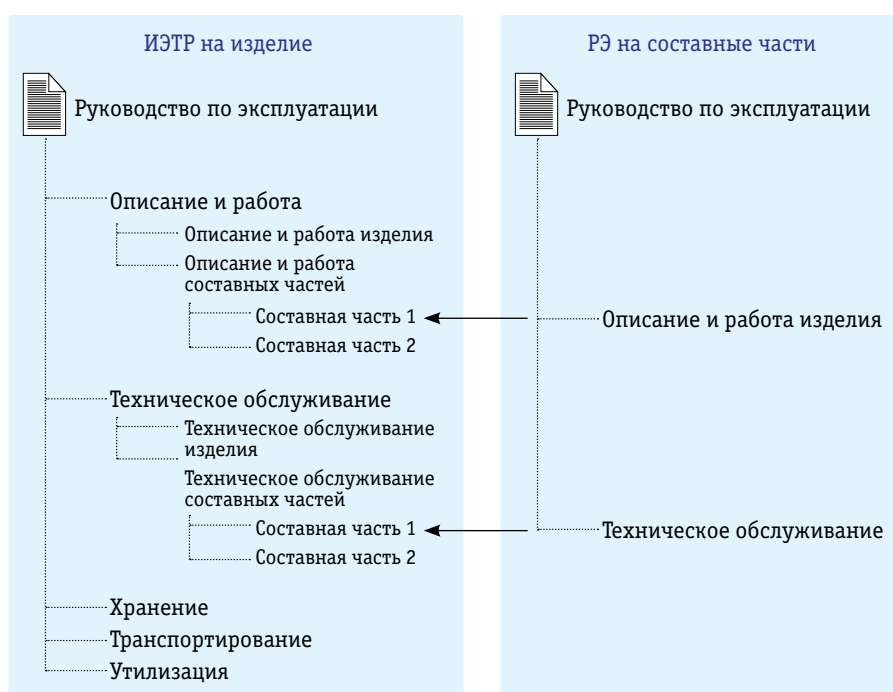 ИЭТР на изделие
Руководство по эксплуатации
Описание и работа
Описание и работа изделия
Описание и работа
составных частей
Составная часть 1
Составная часть 2
Техническое обслуживание
Техническое обслуживание
изделия
Техническое обслуживание
составных частей
Составная часть 1
Составная часть 2
Хранение
Транспортирование
Утилизация
РЭ на составные части
Руководство по эксплуатации
Описание и работа изделия
Техническое обслуживание